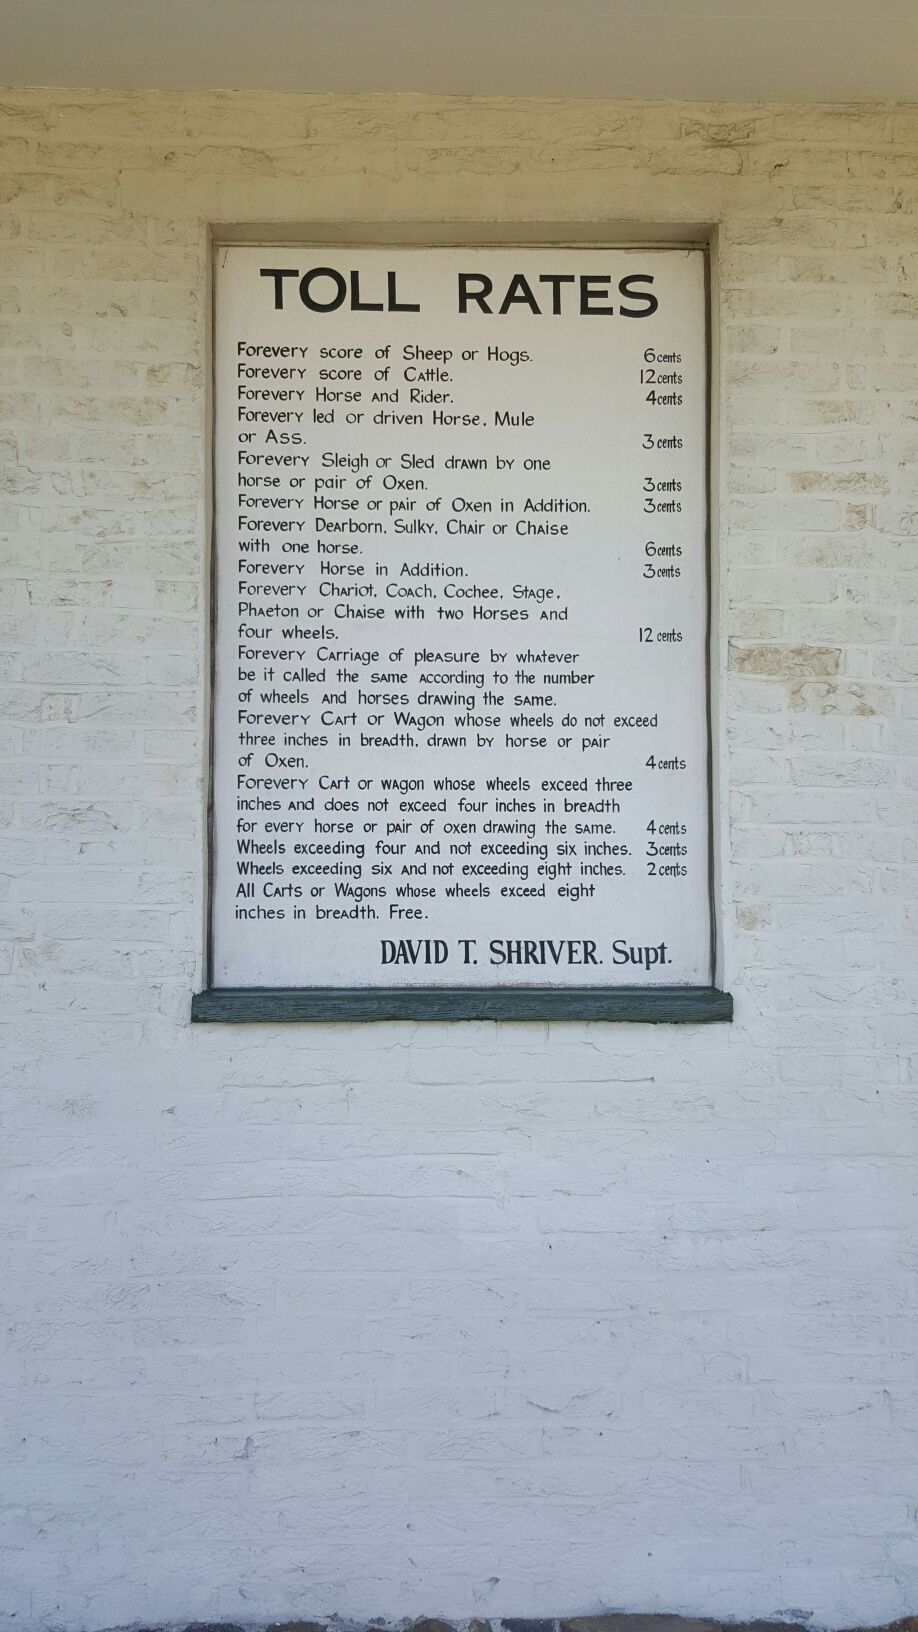 TOLL RATES
Forevery score of Sheep or Hogs. 6cents
Forevery score of Cattle. 12cents
Forevery Horse and Rider. 4cents
Forevery led or driven Horse, Mule
or Ass. 3cents
Forevery Sleigh or Sled drawn by one
horse or pair of Oxen. 3cents
Forevery Horse or pair of Oxen in Addition. 3cents
Forevery Dearborn, Sulky, Chair or Chaise
with one horse. 6cents
Forevery Horse in Addition. 3cents
Forevery Chariot, Coach, Cochee, Stage,
Phaeton or Chaise with two Horses and
four wheels. 12 cents
Forevery Carriage of pleasure by whatever
be it called the same according to the number
of wheels and horses drawing the same.
Forevery Cart or Wagon whose wheels do not exceed
three inches in breadth, drawn by horse or pair
of Oxen. 4cents
Forevery Cart or wagon whose wheels exceed three
inches and does not exceed four inches in breadth
for every horse or pair of oxen drawing the same. 4cents
Wheels exceeding four and not exceeding six inches. 3cents
Wheels exceeding six and not exceeding eight inches. 2cents
All Carts or Wagons whose wheels exceed eight
inches in breadth. Free.
DAVID T. SHRIVER. Supt.